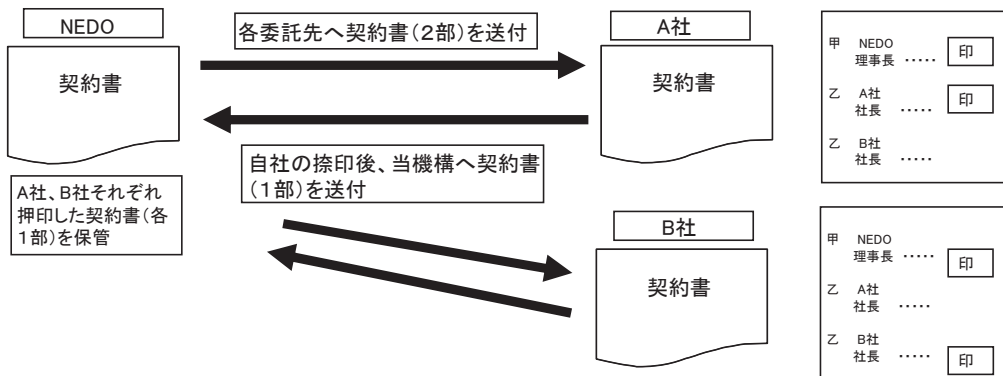 NEDO
契約書
A社、B社それぞれ
押印した契約書(各
1部)を保管
各委託先へ契約書(2部)を送付
自社の捺印後、当機構へ契約書
(1部)を送付
A社
契約書
B社
契約書
甲 NEDO
理事長 ‥‥‥ 印
乙 A社
社長 ‥‥‥ 印
乙 B社
社長 ‥‥‥
甲 NEDO
理事長 ‥‥‥ 印
乙 A社
社長 ‥‥‥
乙 B社
社長 ‥‥‥ 印